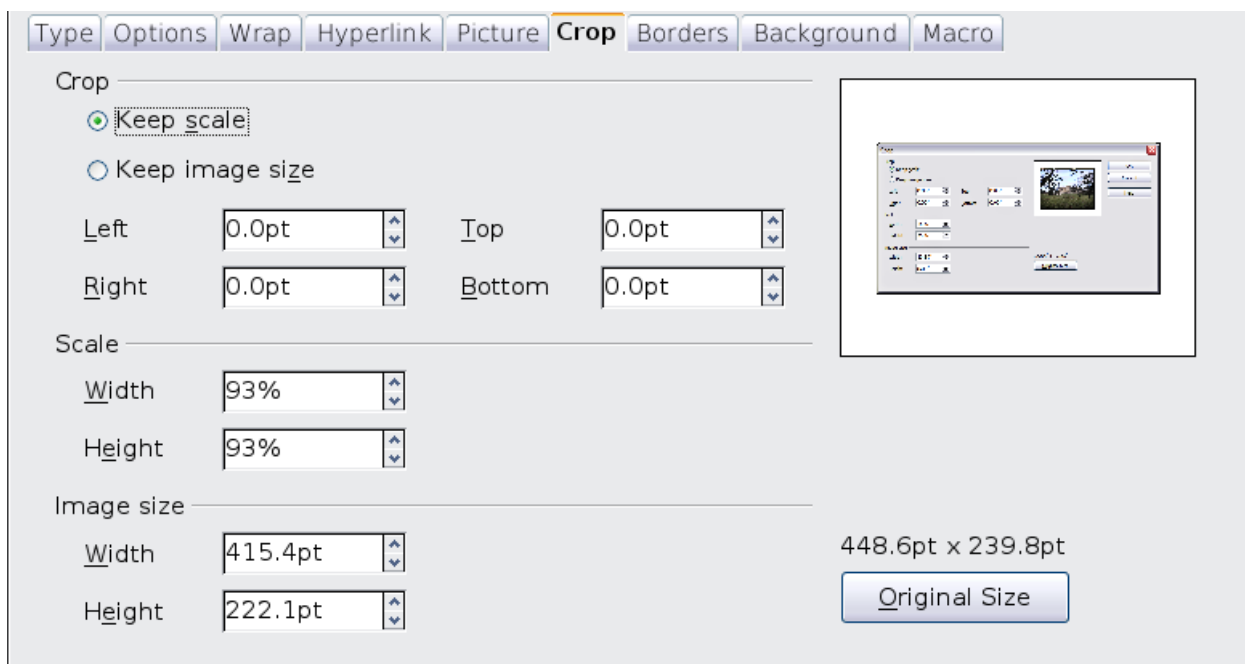 Type Options Wrap Hyperlink Picture Crop Borders Background Macro
Crop
Keep scale
Keep image size
Left 0.0pt Top 0.0pt
Right 0.0pt Bottom 0.0pt
Scale
Width 93%
Height 93%
Image size
Width 415.4pt
Height 222.1pt
448.6pt x 239.8pt
Original Size